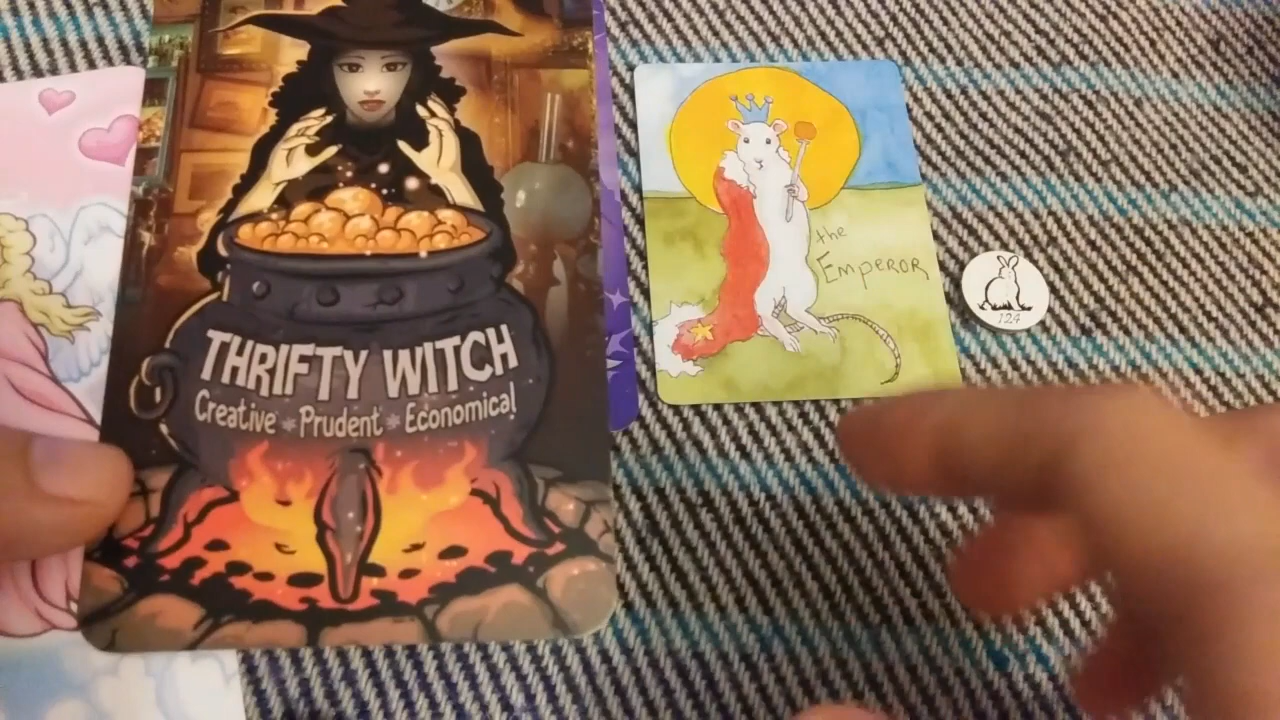 THRIFTY WITCH
Creative * Prudent * Economical
the
EMPEROR
124